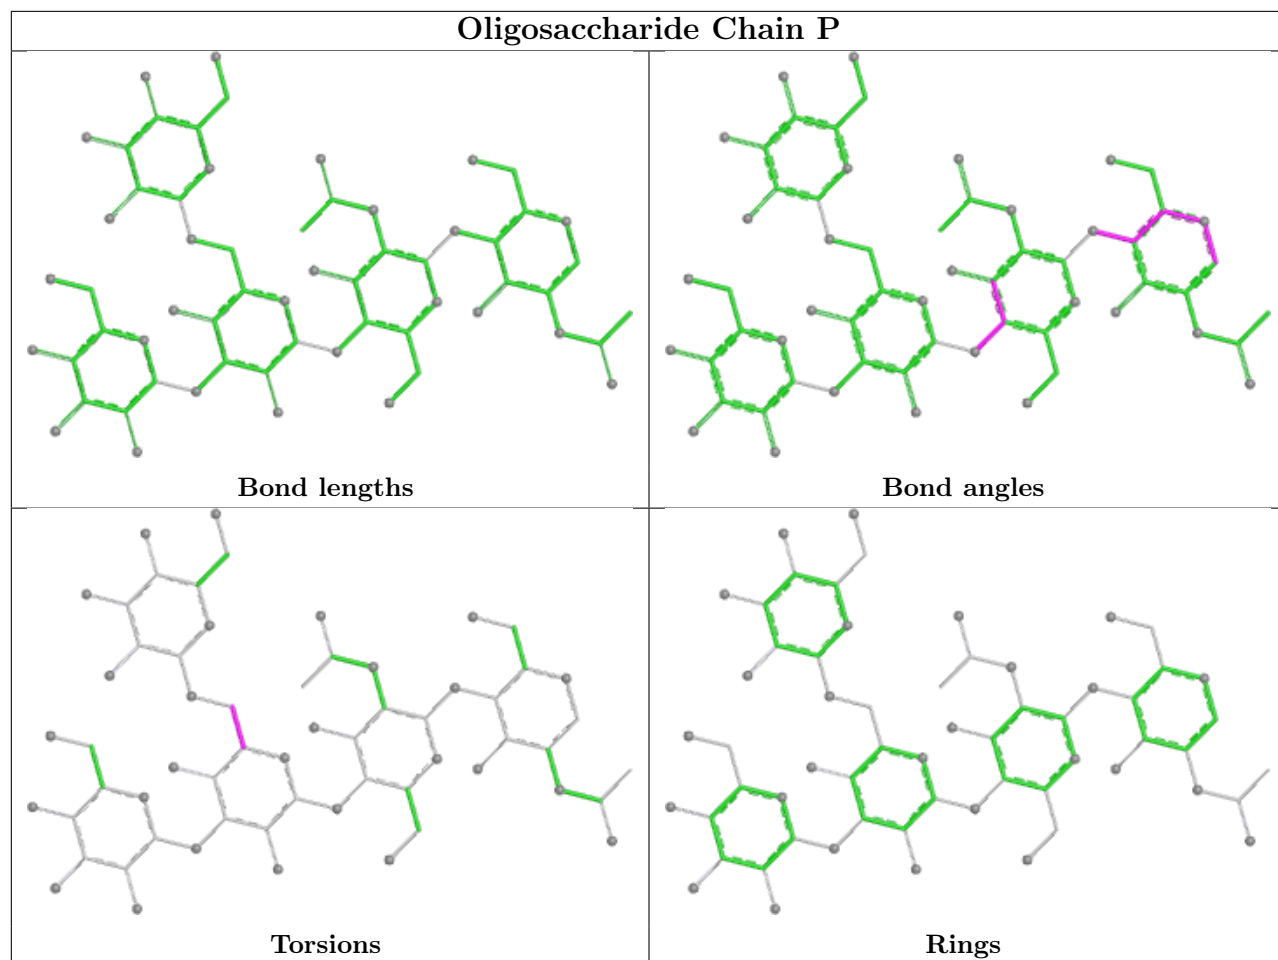 Oligosaccharide Chain P
Bond lengths
Bond angles
Torsions
Rings